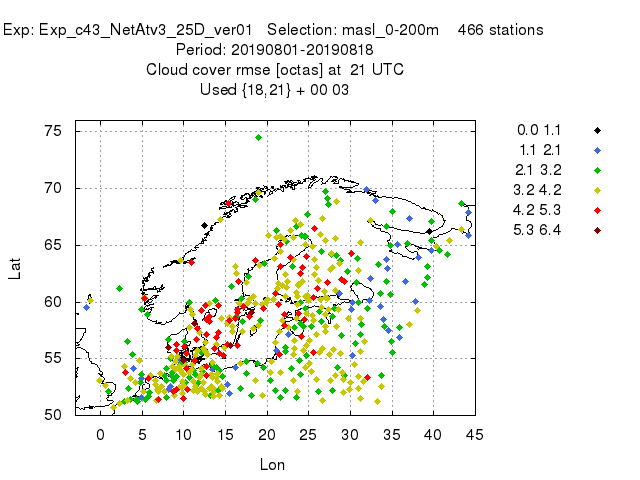 Exp: Exp_c43_NetAtv3_25D_ver01 Selection: masl_0-200m 466 stations
Period: 20190801-20190818
Cloud cover rmse [octas] at 21 UTC
Used {18,21} + 00 03
75
70
65
60
55
50
Lat
0 5 10 15 20 25 30 35 40 45
Lon
0.0 1.1
1.1 2.1
2.1 3.2
3.2 4.2
4.2 5.3
5.3 6.4